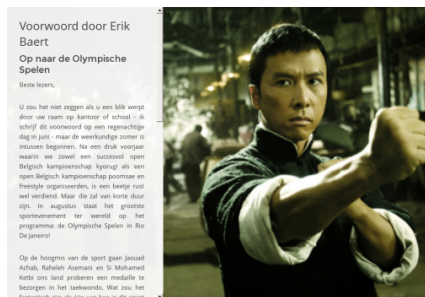 Voorwoord door Erik
Baert
Op naar de Olympische
Spelen
Beste lezers,
U zou het niet zeggen als u een blik werpt
door uw raam op kantoor of school - ik
schrijf dit voorwoord op een regenachtige
dag in juni - maar de weerkundige zomer is
intussen begonnen. Na een druk voorjaar
waarin we zowel een succesvol open
Belgisch kampioenschap kyorugi als een
open Belgisch kampioenschap poomsae en
freestyle organiseerden, is een beetje rust
wel verdiend. Maar die zal van korte duur
zijn. In augustus staat het grootste
sportevenement ter wereld op het
programma: de Olympische Spelen in Rio
De Janeiro!
Op de hoogmis van de sport gaan Jaouad
Achab, Raheleh Asemani en Si Mohamed
Ketbi ons land proberen een medaille te
bezorgen in het taekwondo. Wat zou het